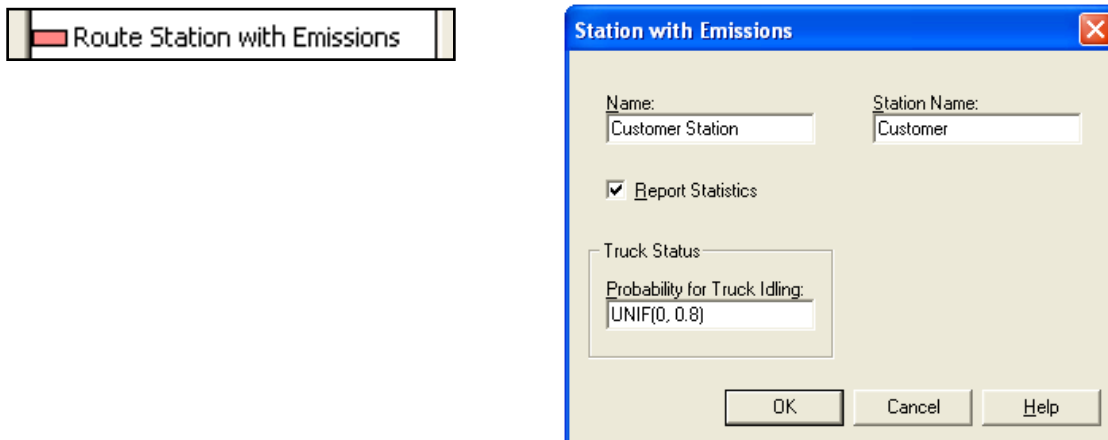 Route Station with Emissions
Station with Emissions
Name:
Station Name:
Customer Station
Customer
Report Statistics
Truck Status
Probability for Truck Idling:
UNIF(0, 0.8)
OK
Cancel
Help